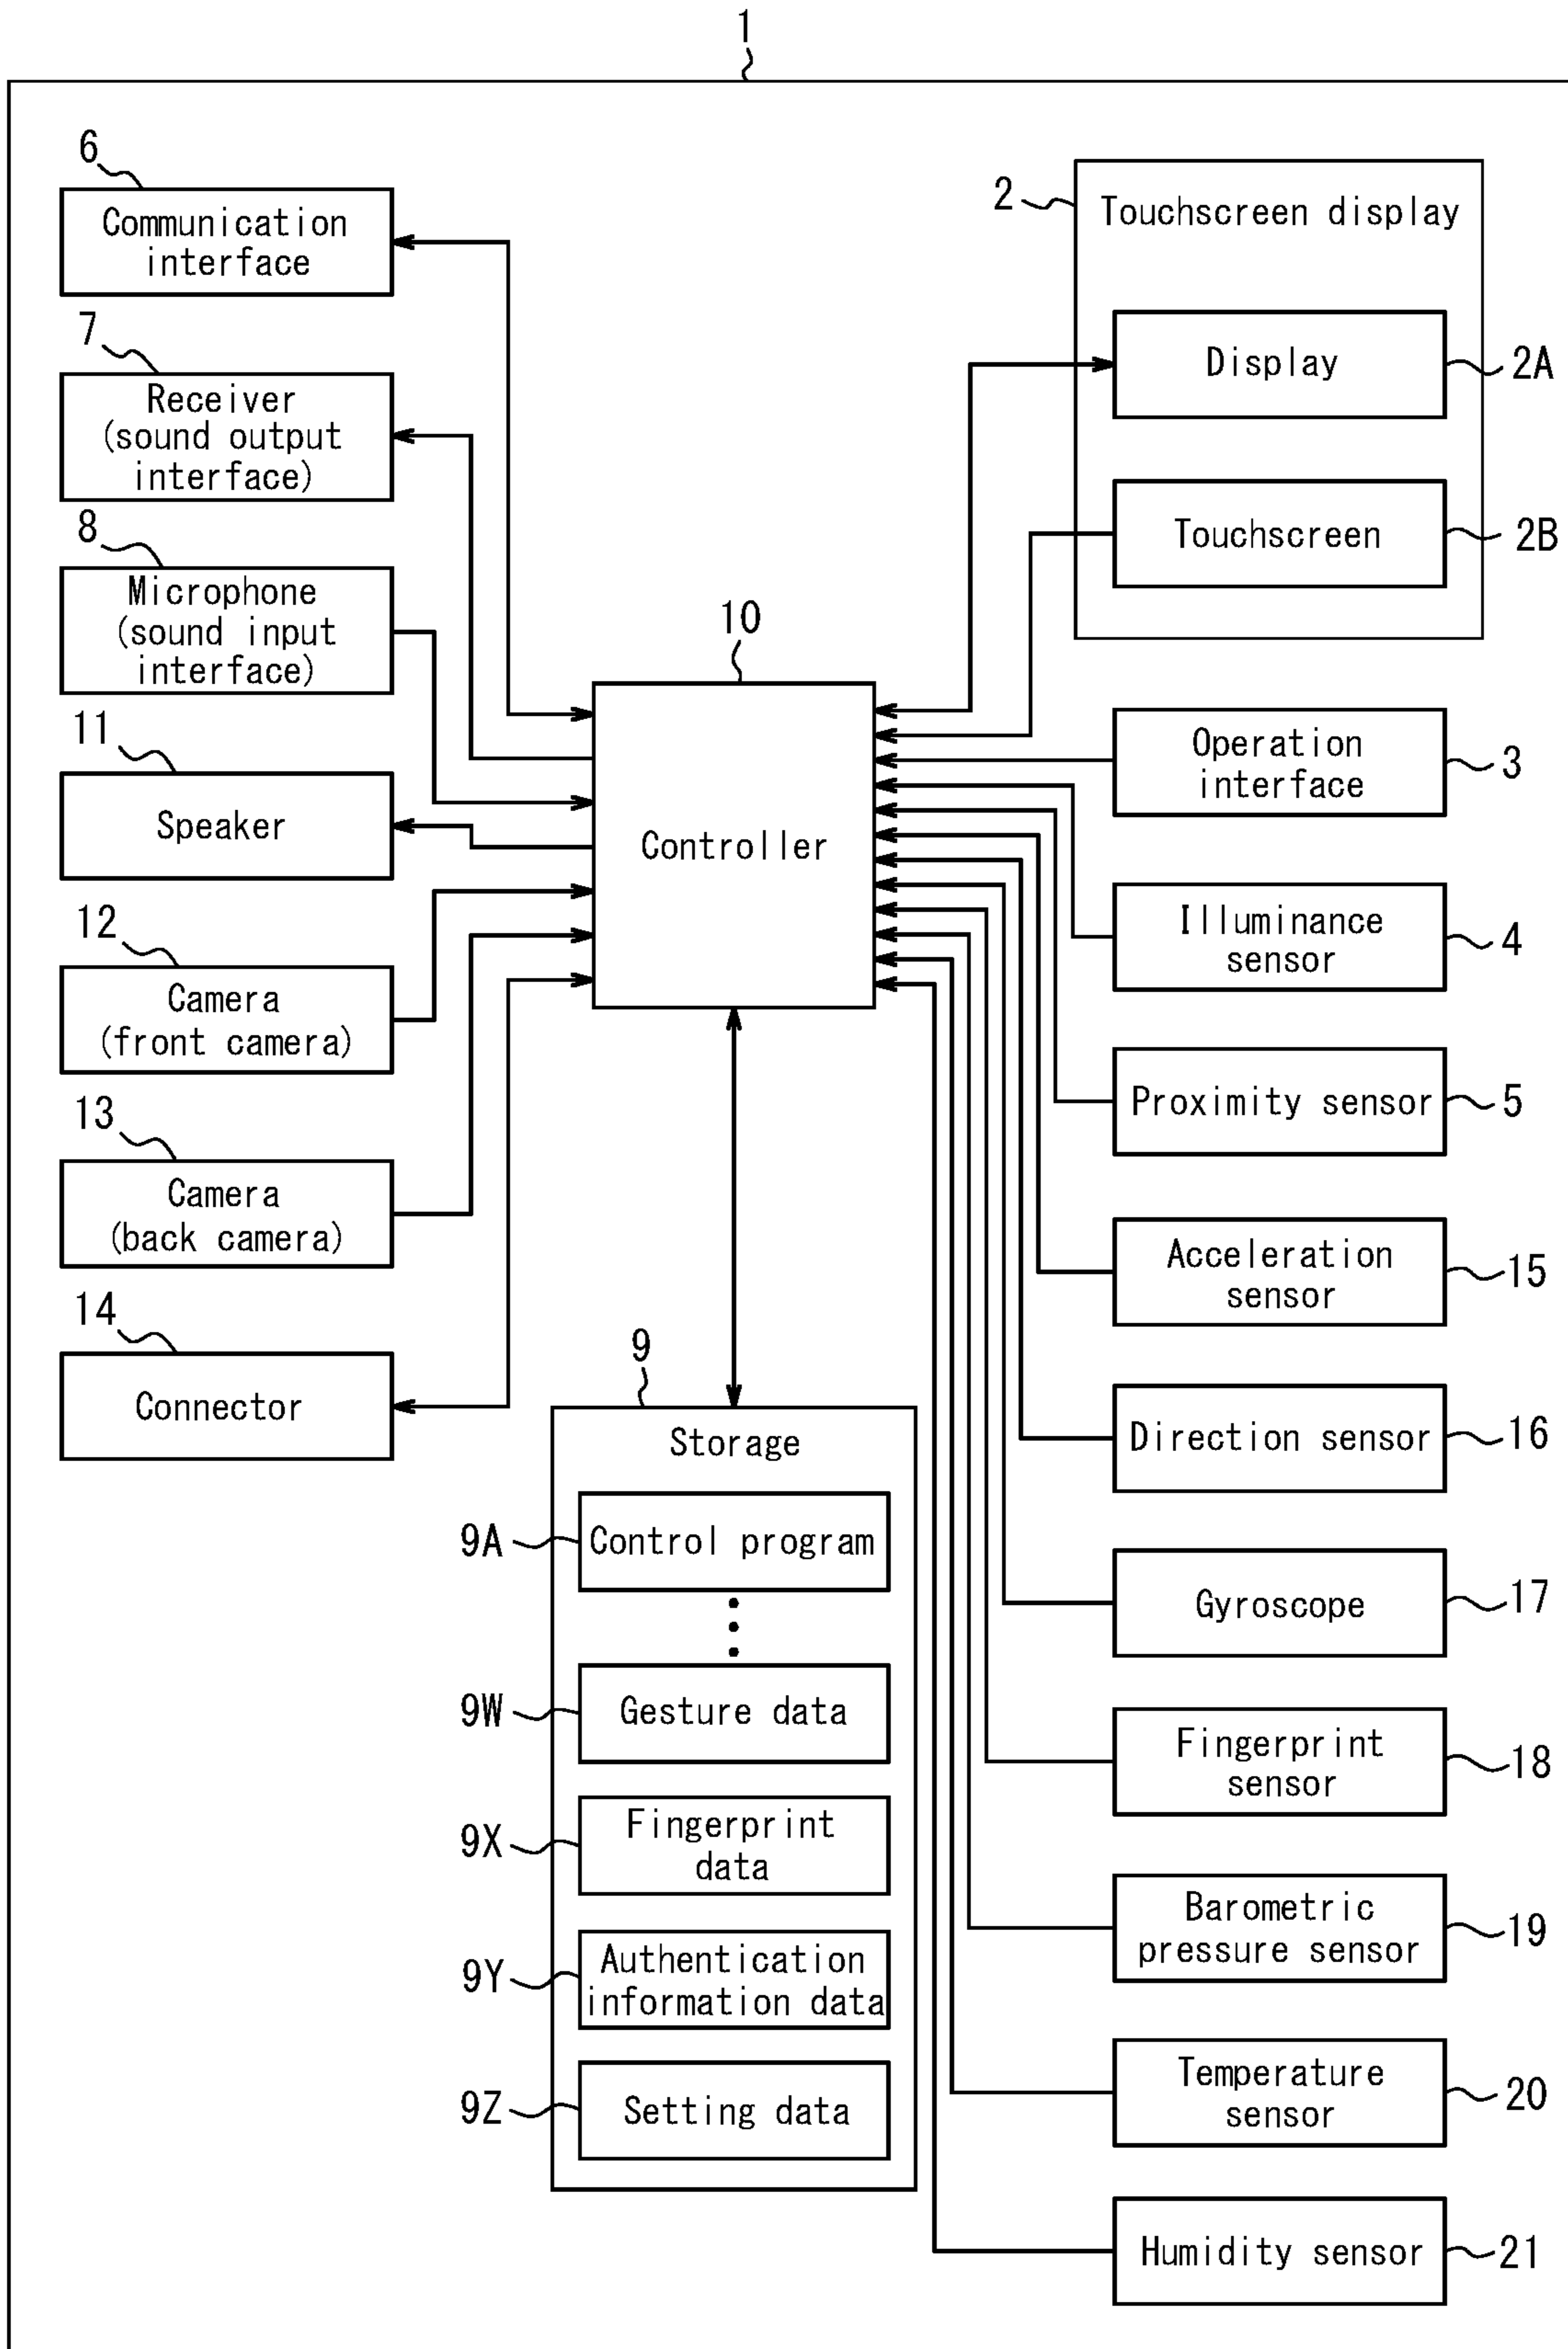 1
6
Communication
interface
7
Receiver
(sound output
interface)
8
Microphone
(sound input
interface)
11
Speaker
12
Camera
(front camera)
13
Camera
(back camera)
14
Connector
10
Controller
9
Storage
9A
Control program
9W
Gesture data
9X
Fingerprint
data
9Y
Authentication
information data
9Z
Setting data
2
Touchscreen display
Display
2A
Touchscreen
2B
Operation
interface
3
Illuminance
sensor
4
Proximity sensor
5
Acceleration
sensor
15
Direction sensor
16
Gyroscope
17
Fingerprint
sensor
18
Barometric
pressure sensor
19
Temperature
sensor
20
Humidity sensor
21